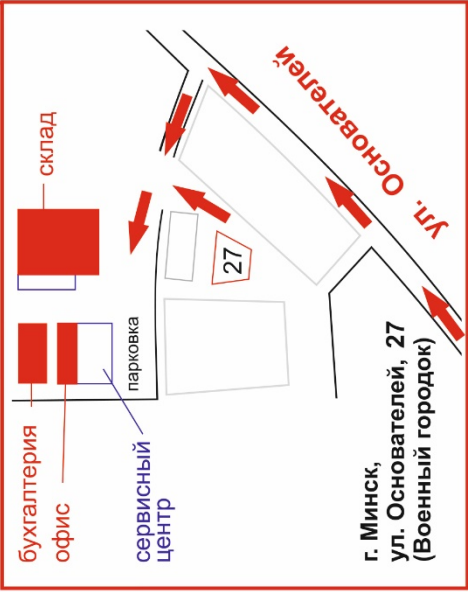 ул. Основателей
склад
27
парковка
бухгалтерия
офис
сервисный
центр
г. Минск,
ул. Основателей, 27
(Военный городок)